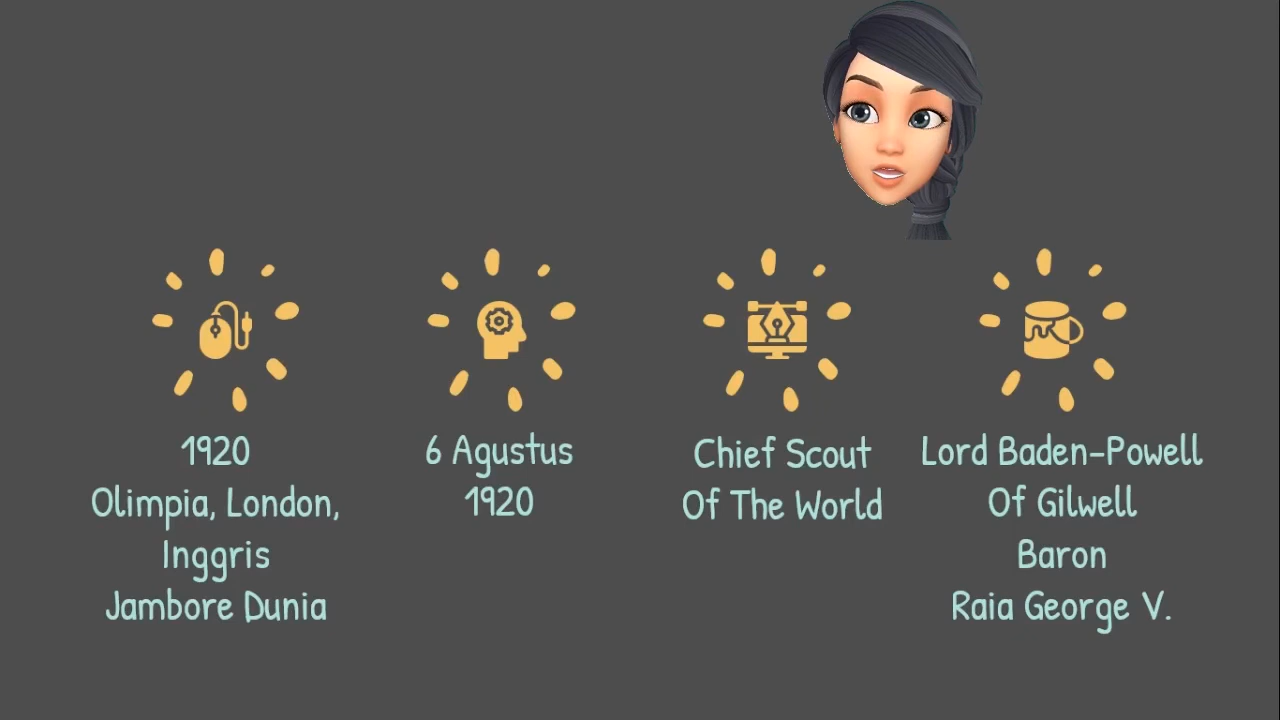 1920
Olimpia, London,
Inggris
Jambore Dunia
6 Agustus
1920
Chief Scout
Of The World
Lord Baden-Powell
Of Gilwell
Baron
Raia George V.